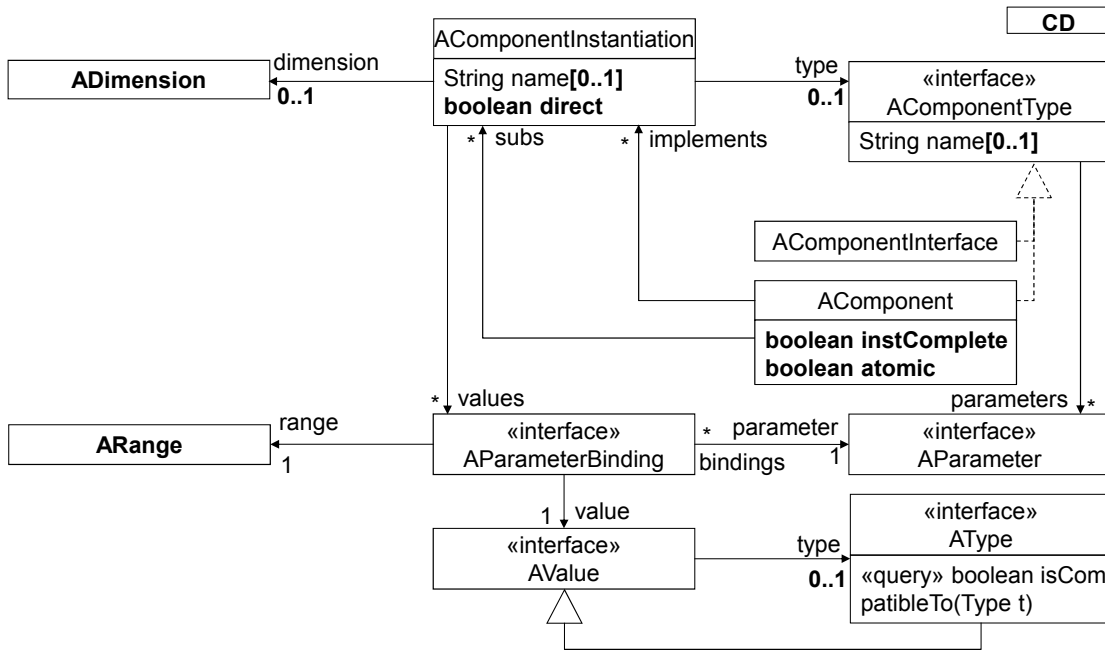 CD
AComponentInstantiation
String name[0..1]
boolean direct
dimension
0..1
ADimension
type
0..1
«interface»
AComponentType
String name[0..1]
* subs
* implements
AComponentInterface
AComponent
boolean instComplete
boolean atomic
* values
parameters
*
range
1
ARange
«interface»
AParameterBinding
* parameter
bindings 1
«interface»
AParameter
1 value
«interface»
AValue
type
0..1
«interface»
AType
«query» boolean isCom
patibleTo(Type t)